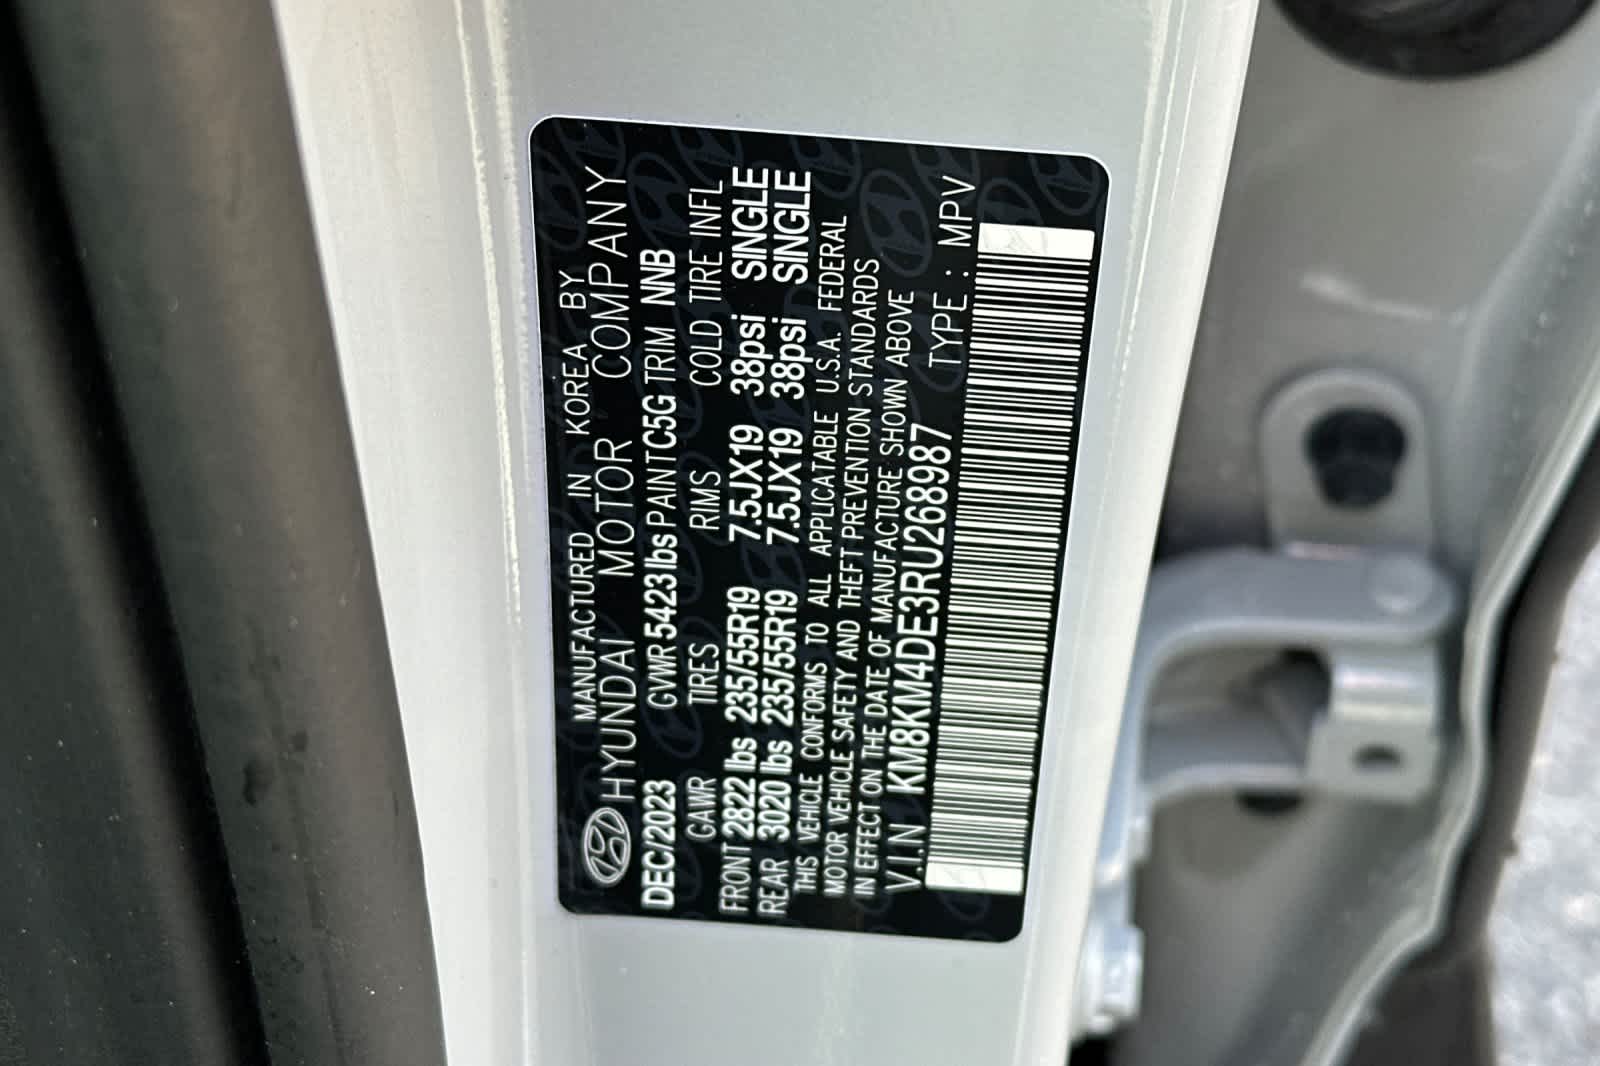 MANUFACTURED IN KOREA BY
HYUNDAI MOTOR COMPANY
DEC/2023 GVWR 5423 lbs PAINT C5G TRIM NNB
GAWR TIRES RIMS COLD TIRE INFL
FRONT 2822 lbs 235/55R19 7.5JX19 38psi SINGLE
REAR 3020 lbs 235/55R19 7.5JX19 38psi SINGLE
THIS VEHICLE CONFORMS TO ALL APPLICATABLE U.S.A. FEDERAL
MOTOR VEHICLE SAFETY AND THEFT PREVENTION STANDARDS
IN EFFECT ON THE DATE OF MANUFACTURE SHOWN ABOVE
V.I.N KM8KM4DE3RU268987 TYPE : MPV